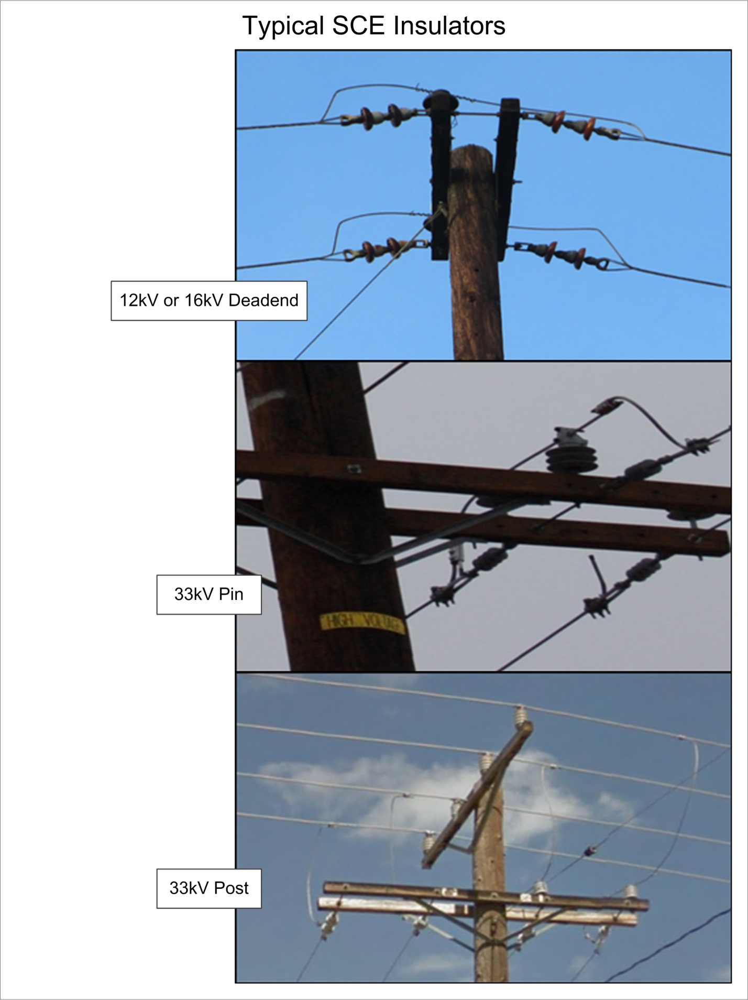 Typical SCE Insulators
12kV or 16kV Deadend
33kV Pin
HIGH VOLTAGE
33kV Post